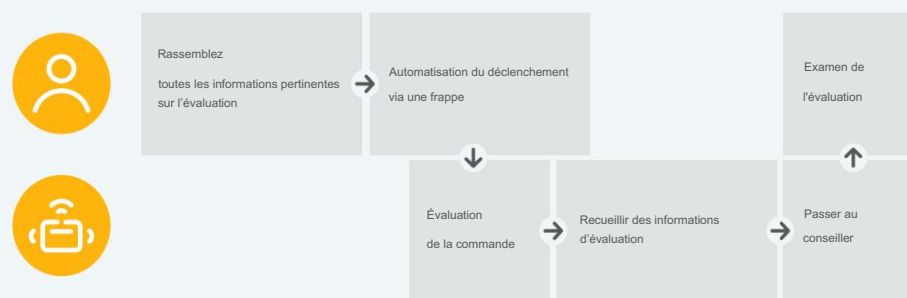 Rassemblez
toutes les informations pertinentes
sur l'évaluation
Automatisation du déclenchement
via une frappe
Examen de
l'évaluation
Évaluation
de la commande
Recueillir des informations
d'évaluation
Passer au
conseiller